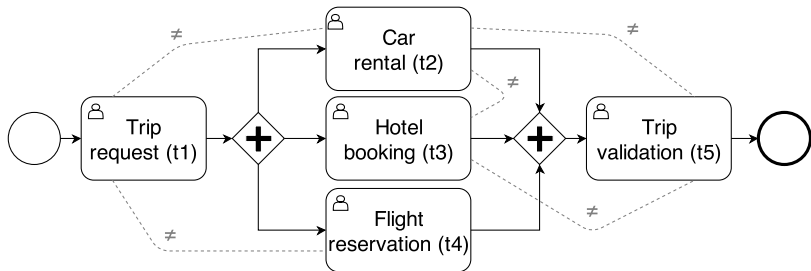 ≠
Car
rental (t2)
≠
≠
Trip
request (t1)
Hotel
booking (t3)
Trip
validation (t5)
≠
Flight
reservation (t4)
≠